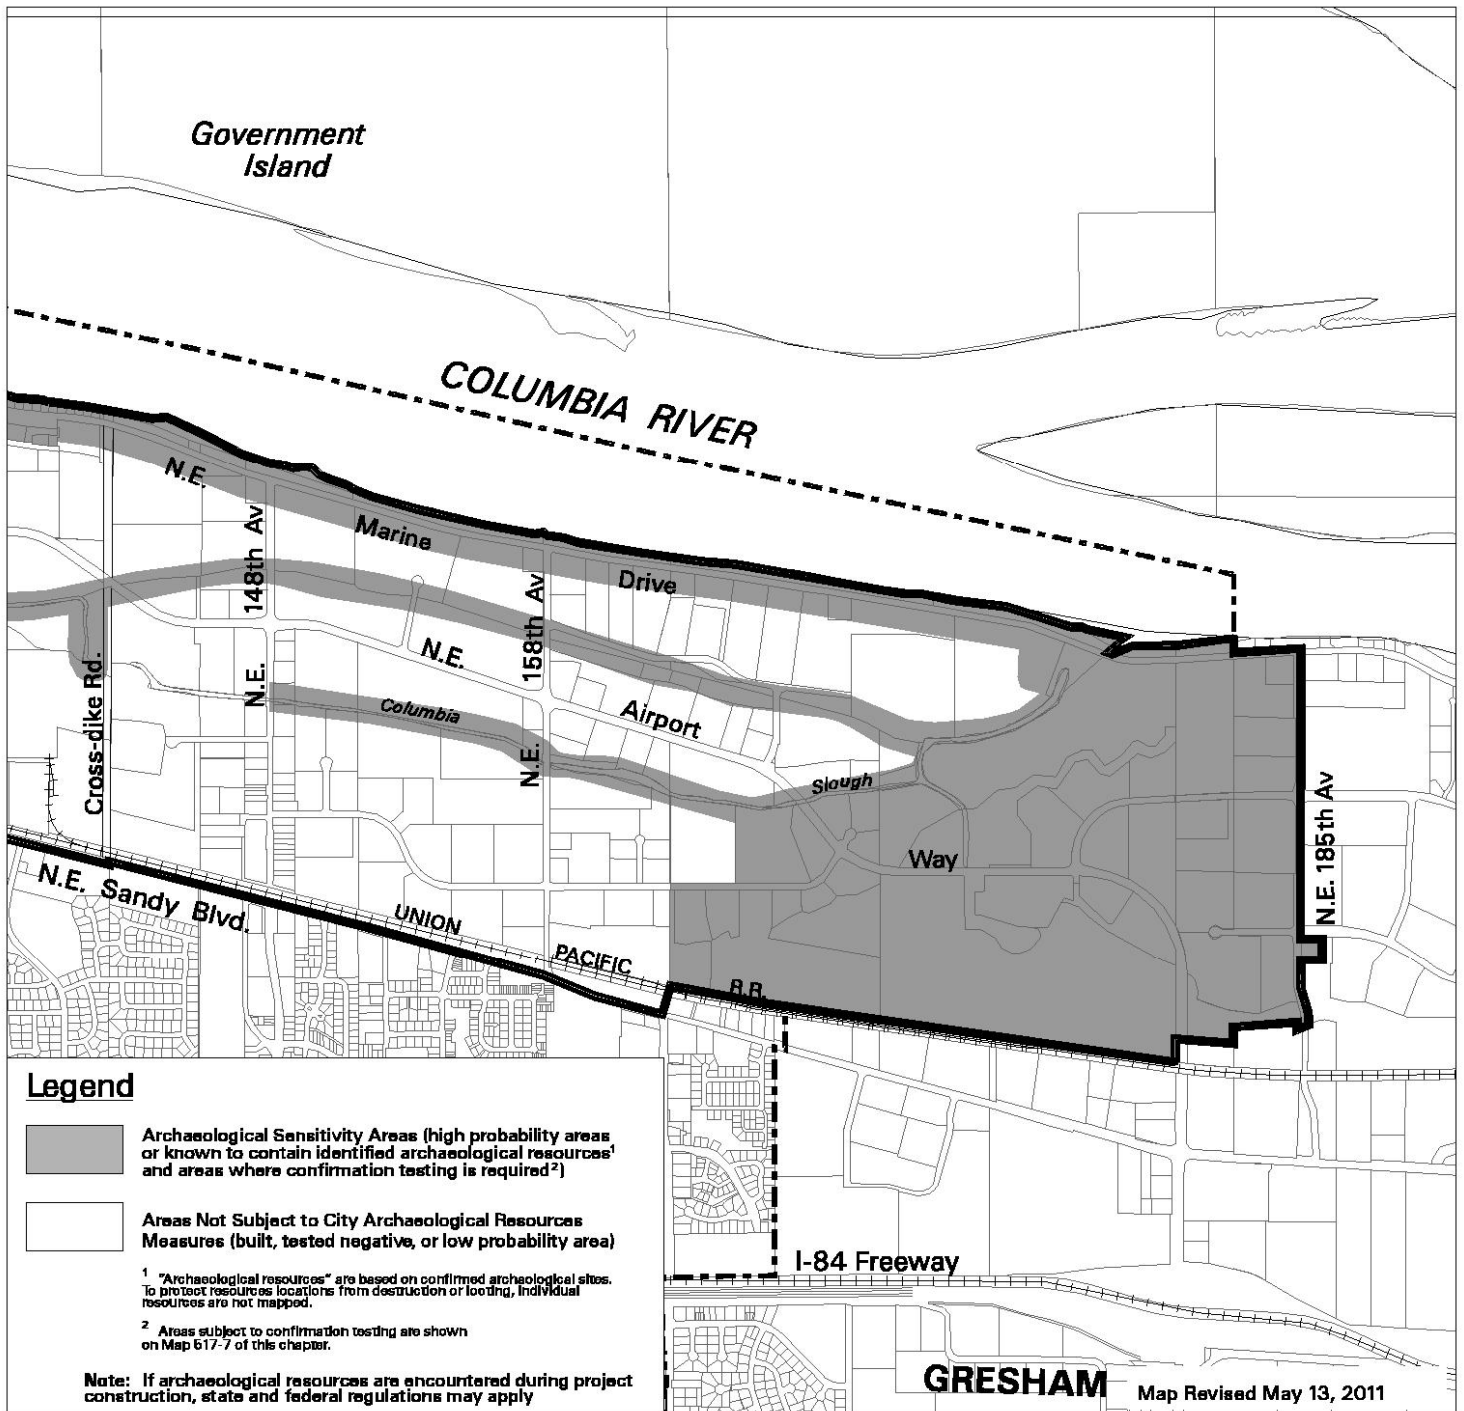 Government
Island
COLUMBIA RIVER
N.E.
Marine
Drive
148th Av
N.E.
158th Av
N.E.
N.E.
Airport
Way
Columbia
Slough
Cross-dike Rd.
N.E. 185th Av
N.E. Sandy Blvd.
UNION
PACIFIC
R.R.
I-84 Freeway
GRESHAM
Map Revised May 13, 2011
Legend
Archaeological Sensitivity Areas (high probability areas
or known to contain identified archaeological resources¹
and areas where confirmation testing is required²)
Areas Not Subject to City Archaeological Resources
Measures (built, tested negative, or low probability area)
¹ "Archaeological resources" are based on confirmed archaeological sites.
To protect resources locations from destruction or looting, individual
resources are not mapped.
² Areas subject to confirmation testing are shown
on Map 517-7 of this chapter.
Note: If archaeological resources are encountered during project
construction, state and federal regulations may apply